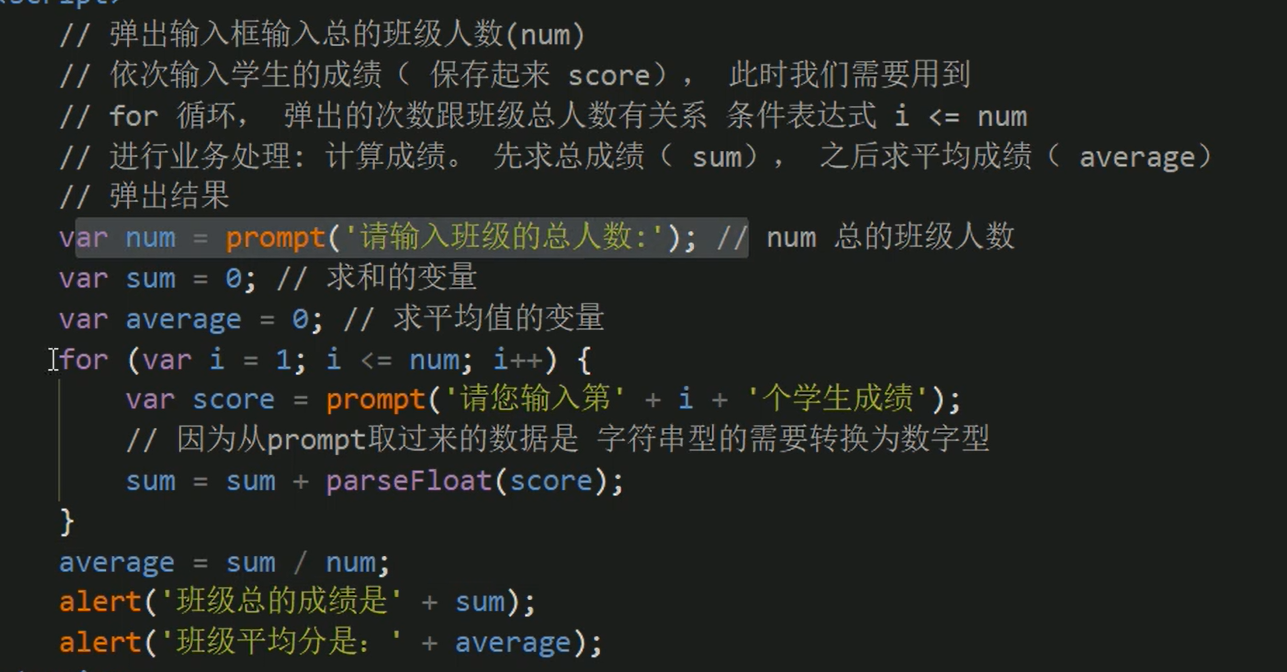 // 弹出输入框输入总的班级人数(num)
// 依次输入学生的成绩（ 保存起来 score）， 此时我们需要用到
// for 循环， 弹出的次数跟班级总人数有关系 条件表达式 i <= num
// 进行业务处理: 计算成绩。 先求总成绩（ sum）， 之后求平均成绩（ average）
// 弹出结果
var num = prompt('请输入班级的总人数:'); // num 总的班级人数
var sum = 0; // 求和的变量
var average = 0; // 求平均值的变量
for (var i = 1; i <= num; i++) {
    var score = prompt('请您输入第' + i + '个学生成绩');
    // 因为从prompt取过来的数据是 字符串型的需要转换为数字型
    sum = sum + parseFloat(score);
}
average = sum / num;
alert('班级总的成绩是' + sum);
alert('班级平均分是：' + average);